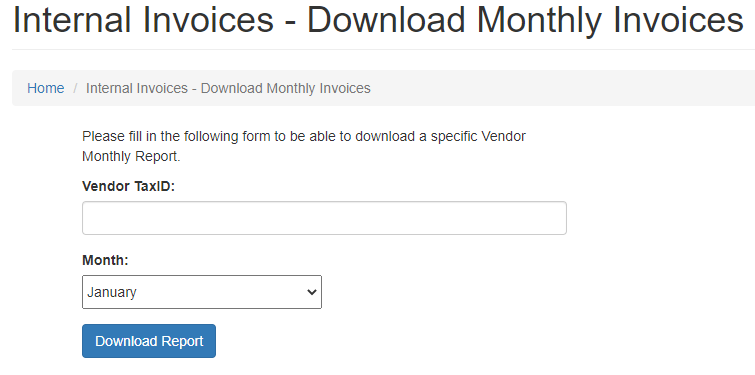 Internal Invoices - Download Monthly Invoices
Home / Internal Invoices - Download Monthly Invoices
Please fill in the following form to be able to download a specific Vendor
Monthly Report.
Vendor TaxID:
Month:
January
Download Report